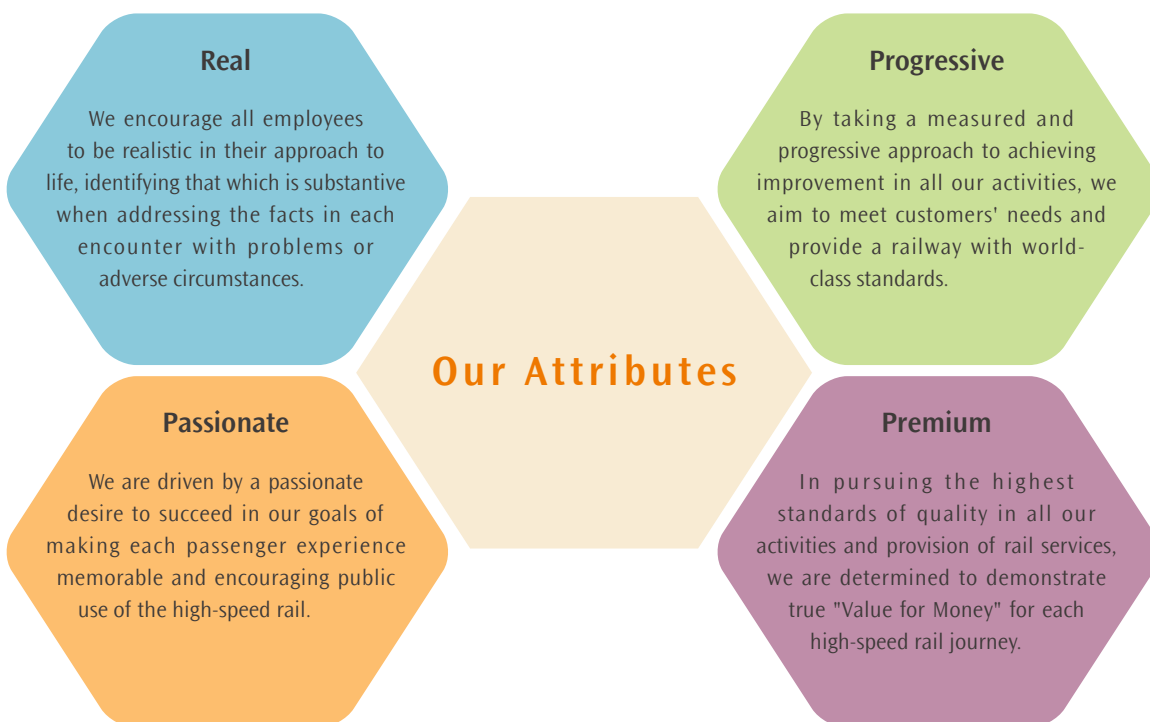 Real
We encourage all employees
to be realistic in their approach to
life, identifying that which is substantive
when addressing the facts in each
encounter with problems or
adverse circumstances.
Progressive
By taking a measured and
progressive approach to achieving
improvement in all our activities, we
aim to meet customers' needs and
provide a railway with world-
class standards.
Our Attributes
Passionate
We are driven by a passionate
desire to succeed in our goals of
making each passenger experience
memorable and encouraging public
use of the high-speed rail.
Premium
In pursuing the highest
standards of quality in all our
activities and provision of rail services,
we are determined to demonstrate
true "Value for Money" for each
high-speed rail journey.